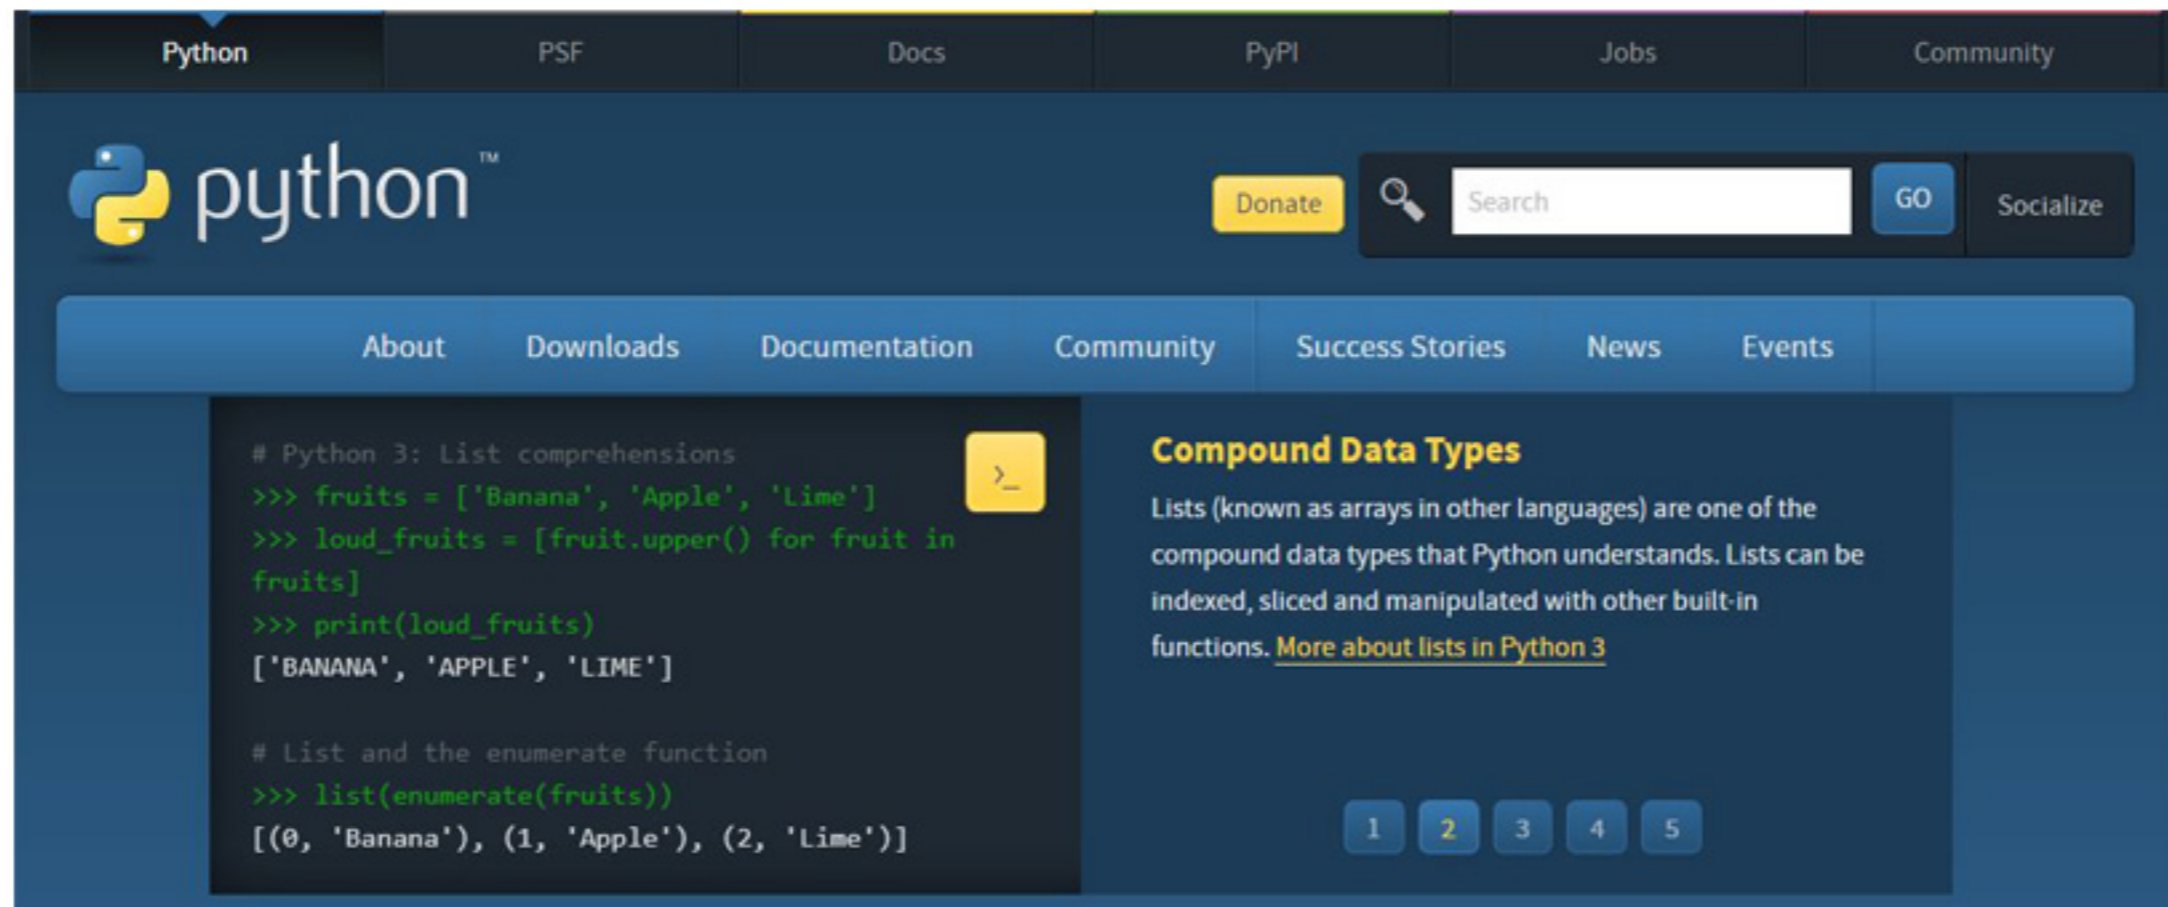 Python PSF Docs PyPI Jobs Community
python™
Donate Search GO Socialize
About Downloads Documentation Community Success Stories News Events
# Python 3: List comprehensions
>>> fruits = ['Banana', 'Apple', 'Lime']
>>> loud_fruits = [fruit.upper() for fruit in
fruits]
>>> print(loud_fruits)
['BANANA', 'APPLE', 'LIME']
# List and the enumerate function
>>> list(enumerate(fruits))
[(0, 'Banana'), (1, 'Apple'), (2, 'Lime')]
>_
Compound Data Types
Lists (known as arrays in other languages) are one of the
compound data types that Python understands. Lists can be
indexed, sliced and manipulated with other built-in
functions. More about lists in Python 3
1 2 3 4 5